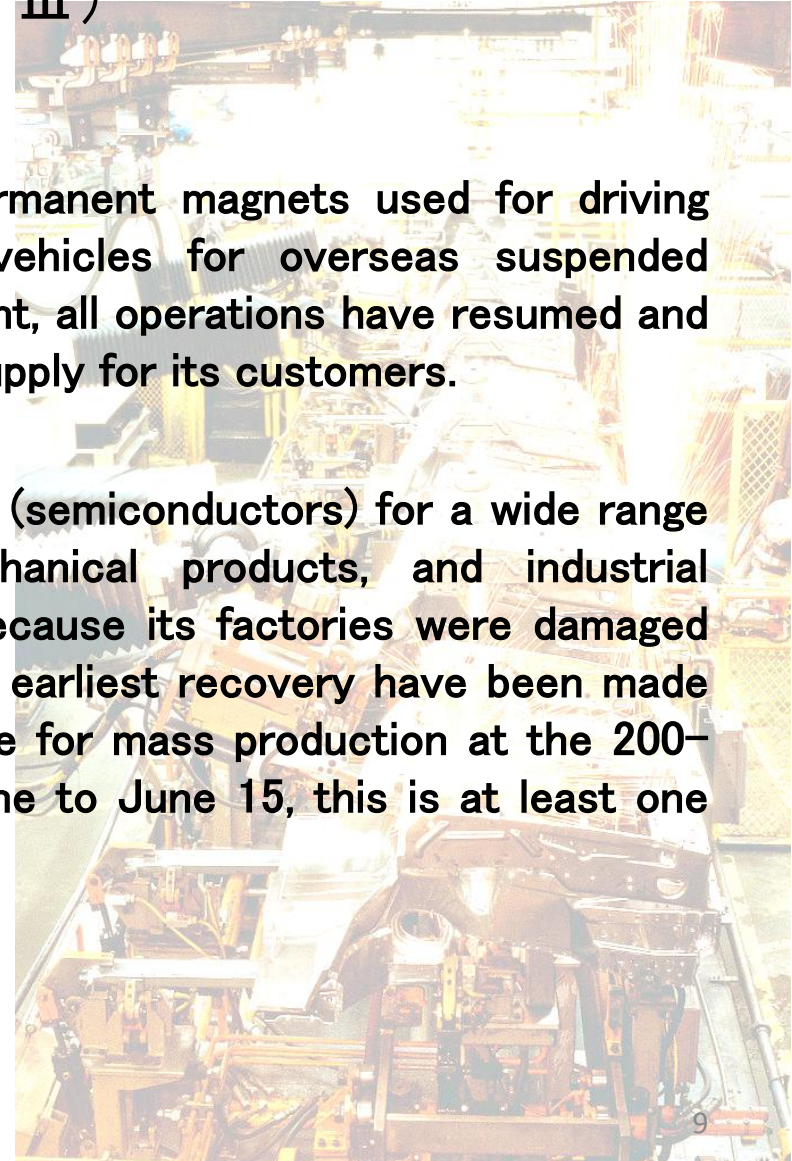 Ⅲ)
rmanent magnets used for driving
vehicles for overseas suspended
nt, all operations have resumed and
upply for its customers.
(semiconductors) for a wide range
hanical products, and industrial
ecause its factories were damaged
earliest recovery have been made
e for mass production at the 200-
ne to June 15, this is at least one
9